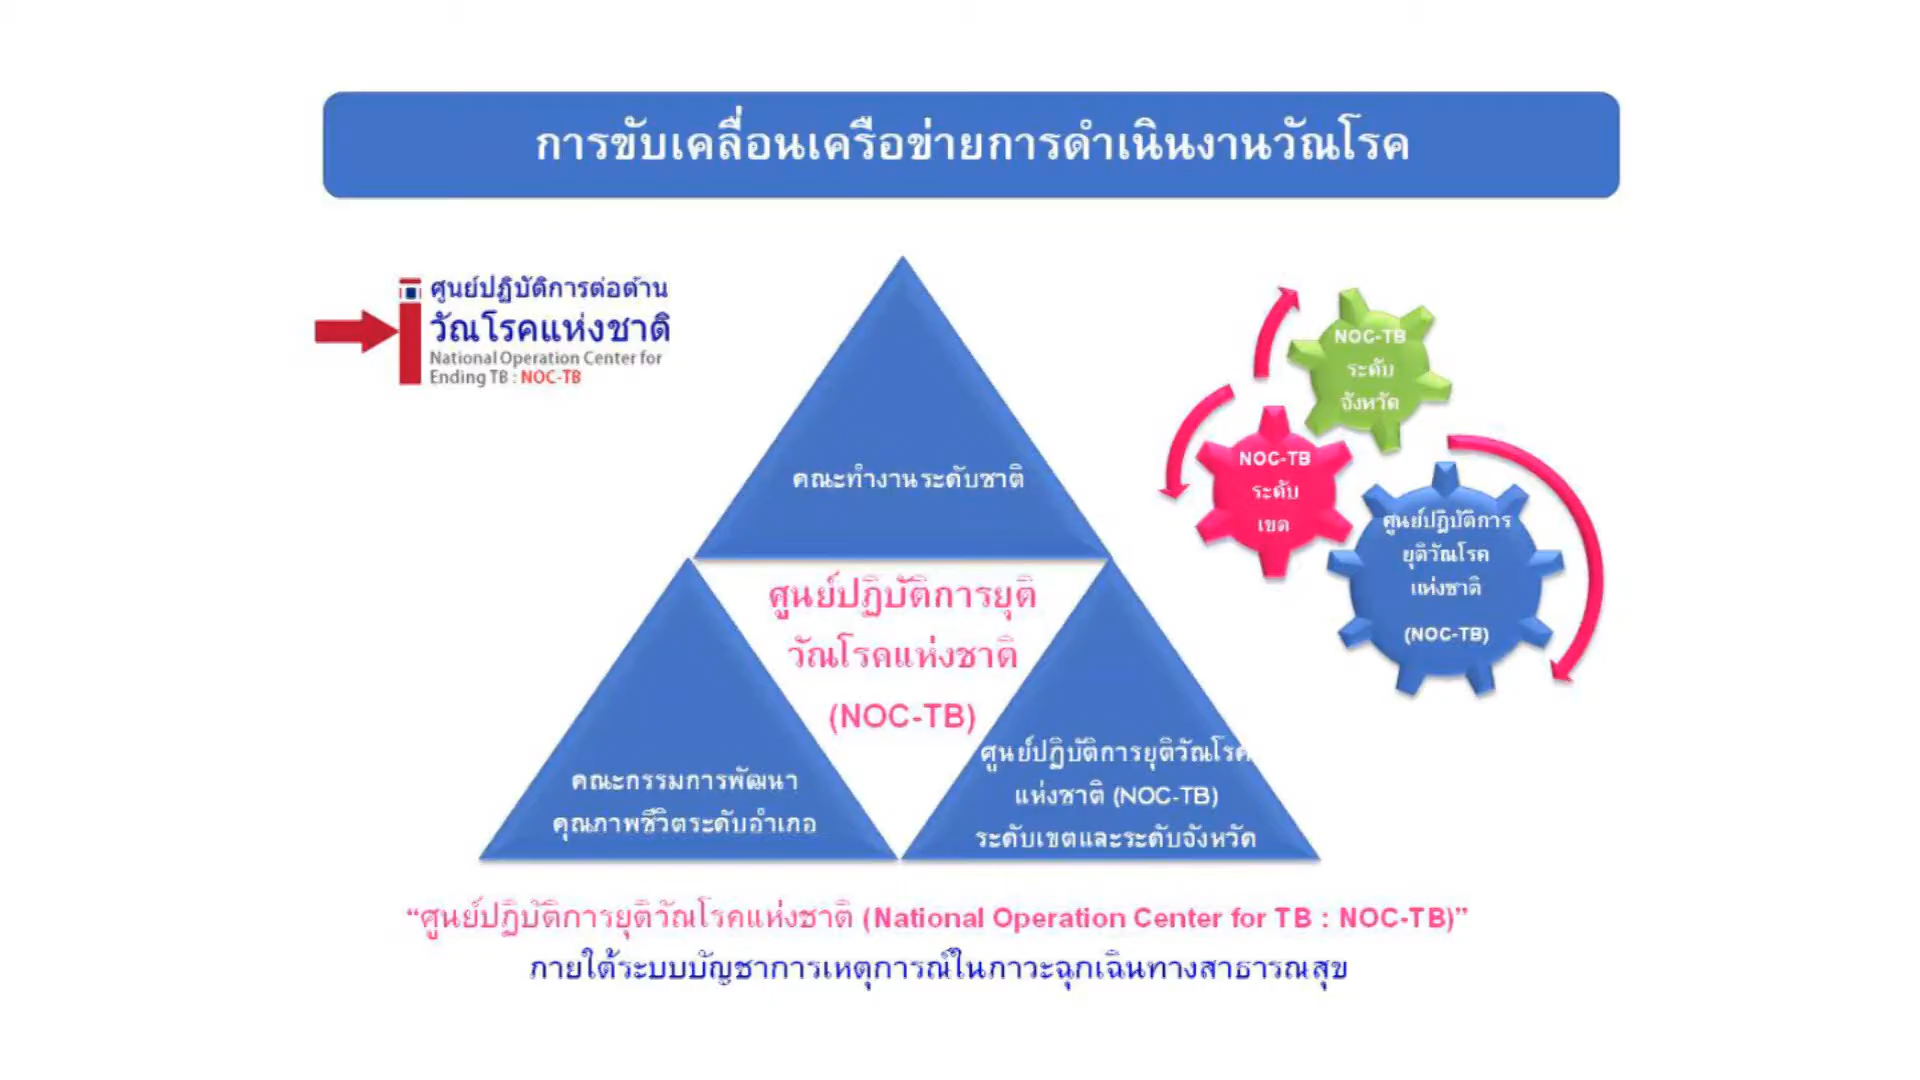 การขับเคลื่อนเครือข่ายการดำเนินงานวัณโรค
ศูนย์ปฏิบัติการต่อต้าน
วัณโรคแห่งชาติ
National Operation Center for
Ending TB : NOC-TB
คณะทำงานระดับชาติ
ศูนย์ปฏิบัติการยุติ
วัณโรคแห่งชาติ
(NOC-TB)
คณะกรรมการพัฒนา
คุณภาพชีวิตระดับอำเภอ
ศูนย์ปฏิบัติการยุติวัณโรค
แห่งชาติ (NOC-TB)
ระดับเขตและระดับจังหวัด
NOC-TB
ระดับ
จังหวัด
NOC-TB
ระดับ
เขต
ศูนย์ปฏิบัติการ
ยุติวัณโรค
แห่งชาติ
(NOC-TB)
“ศูนย์ปฏิบัติการยุติวัณโรคแห่งชาติ (National Operation Center for TB : NOC-TB)”
ภายใต้ระบบบัญชาการเหตุการณ์ในภาวะฉุกเฉินทางสาธารณสุข